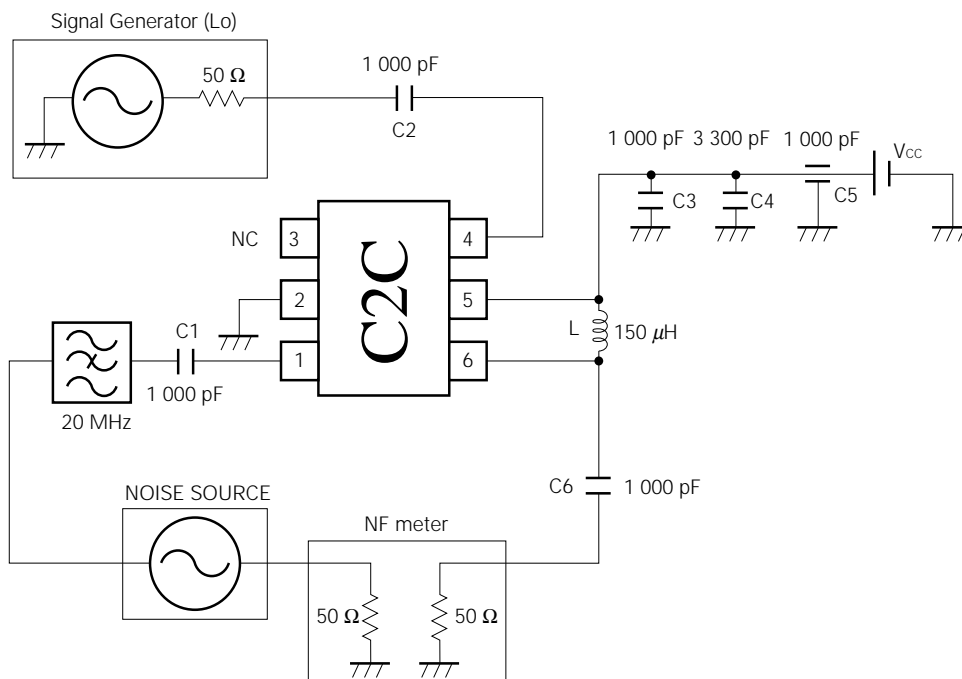 Signal Generator (Lo)
50 Ω
1 000 pF
C2
1 000 pF 3 300 pF 1 000 pF
Vcc
C3 C4 C5
NC 3 4
2 5
1 6
C2C
L 150 µH
C1
1 000 pF
20 MHz
C6 1 000 pF
NOISE SOURCE
NF meter
50 Ω 50 Ω